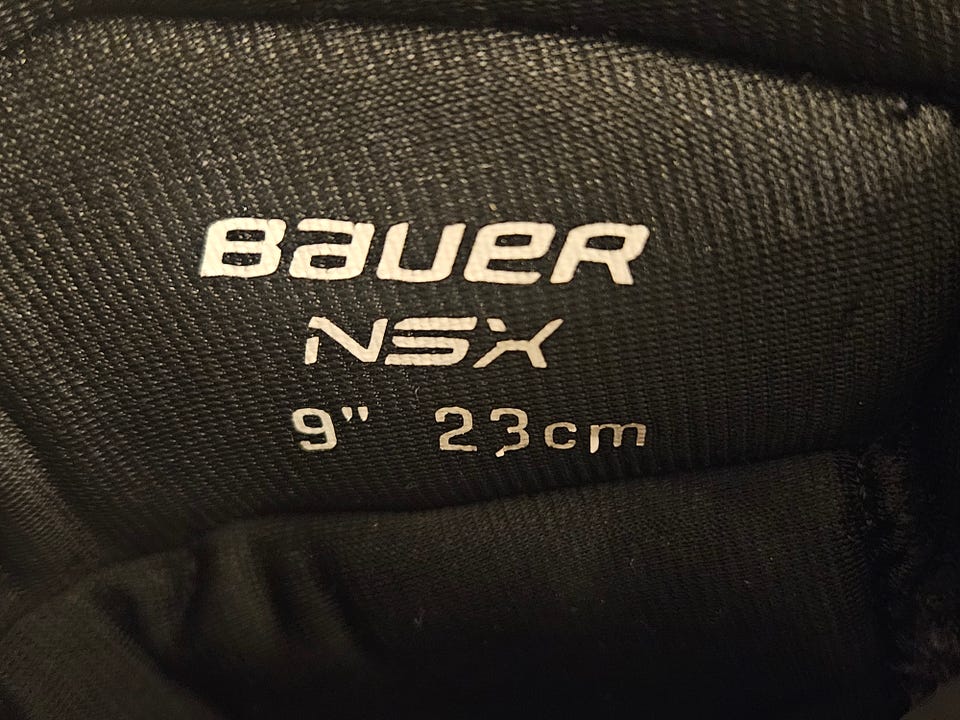 BaueR
NSX
9" 23cm